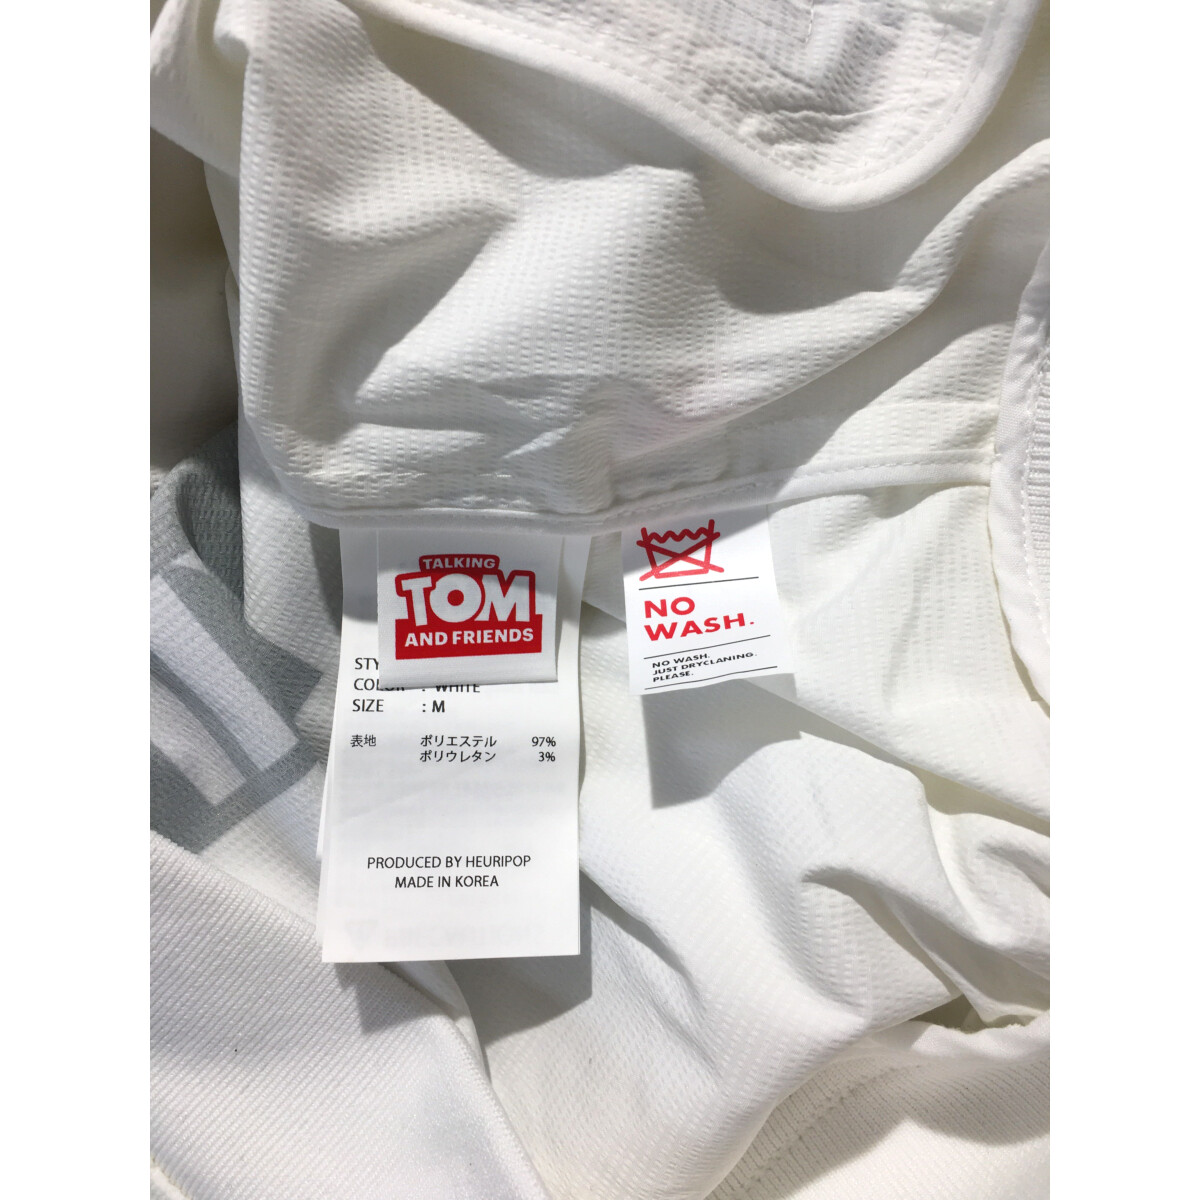 TALKING
TOM
AND FRIENDS
SIZE : M
表地 ポリエステル 97%
ポリウレタン 3%
PRODUCED BY HEURIPOP
MADE IN KOREA
NO
WASH.
NO WASH.
JUST DRYCLANING.
PLEASE.